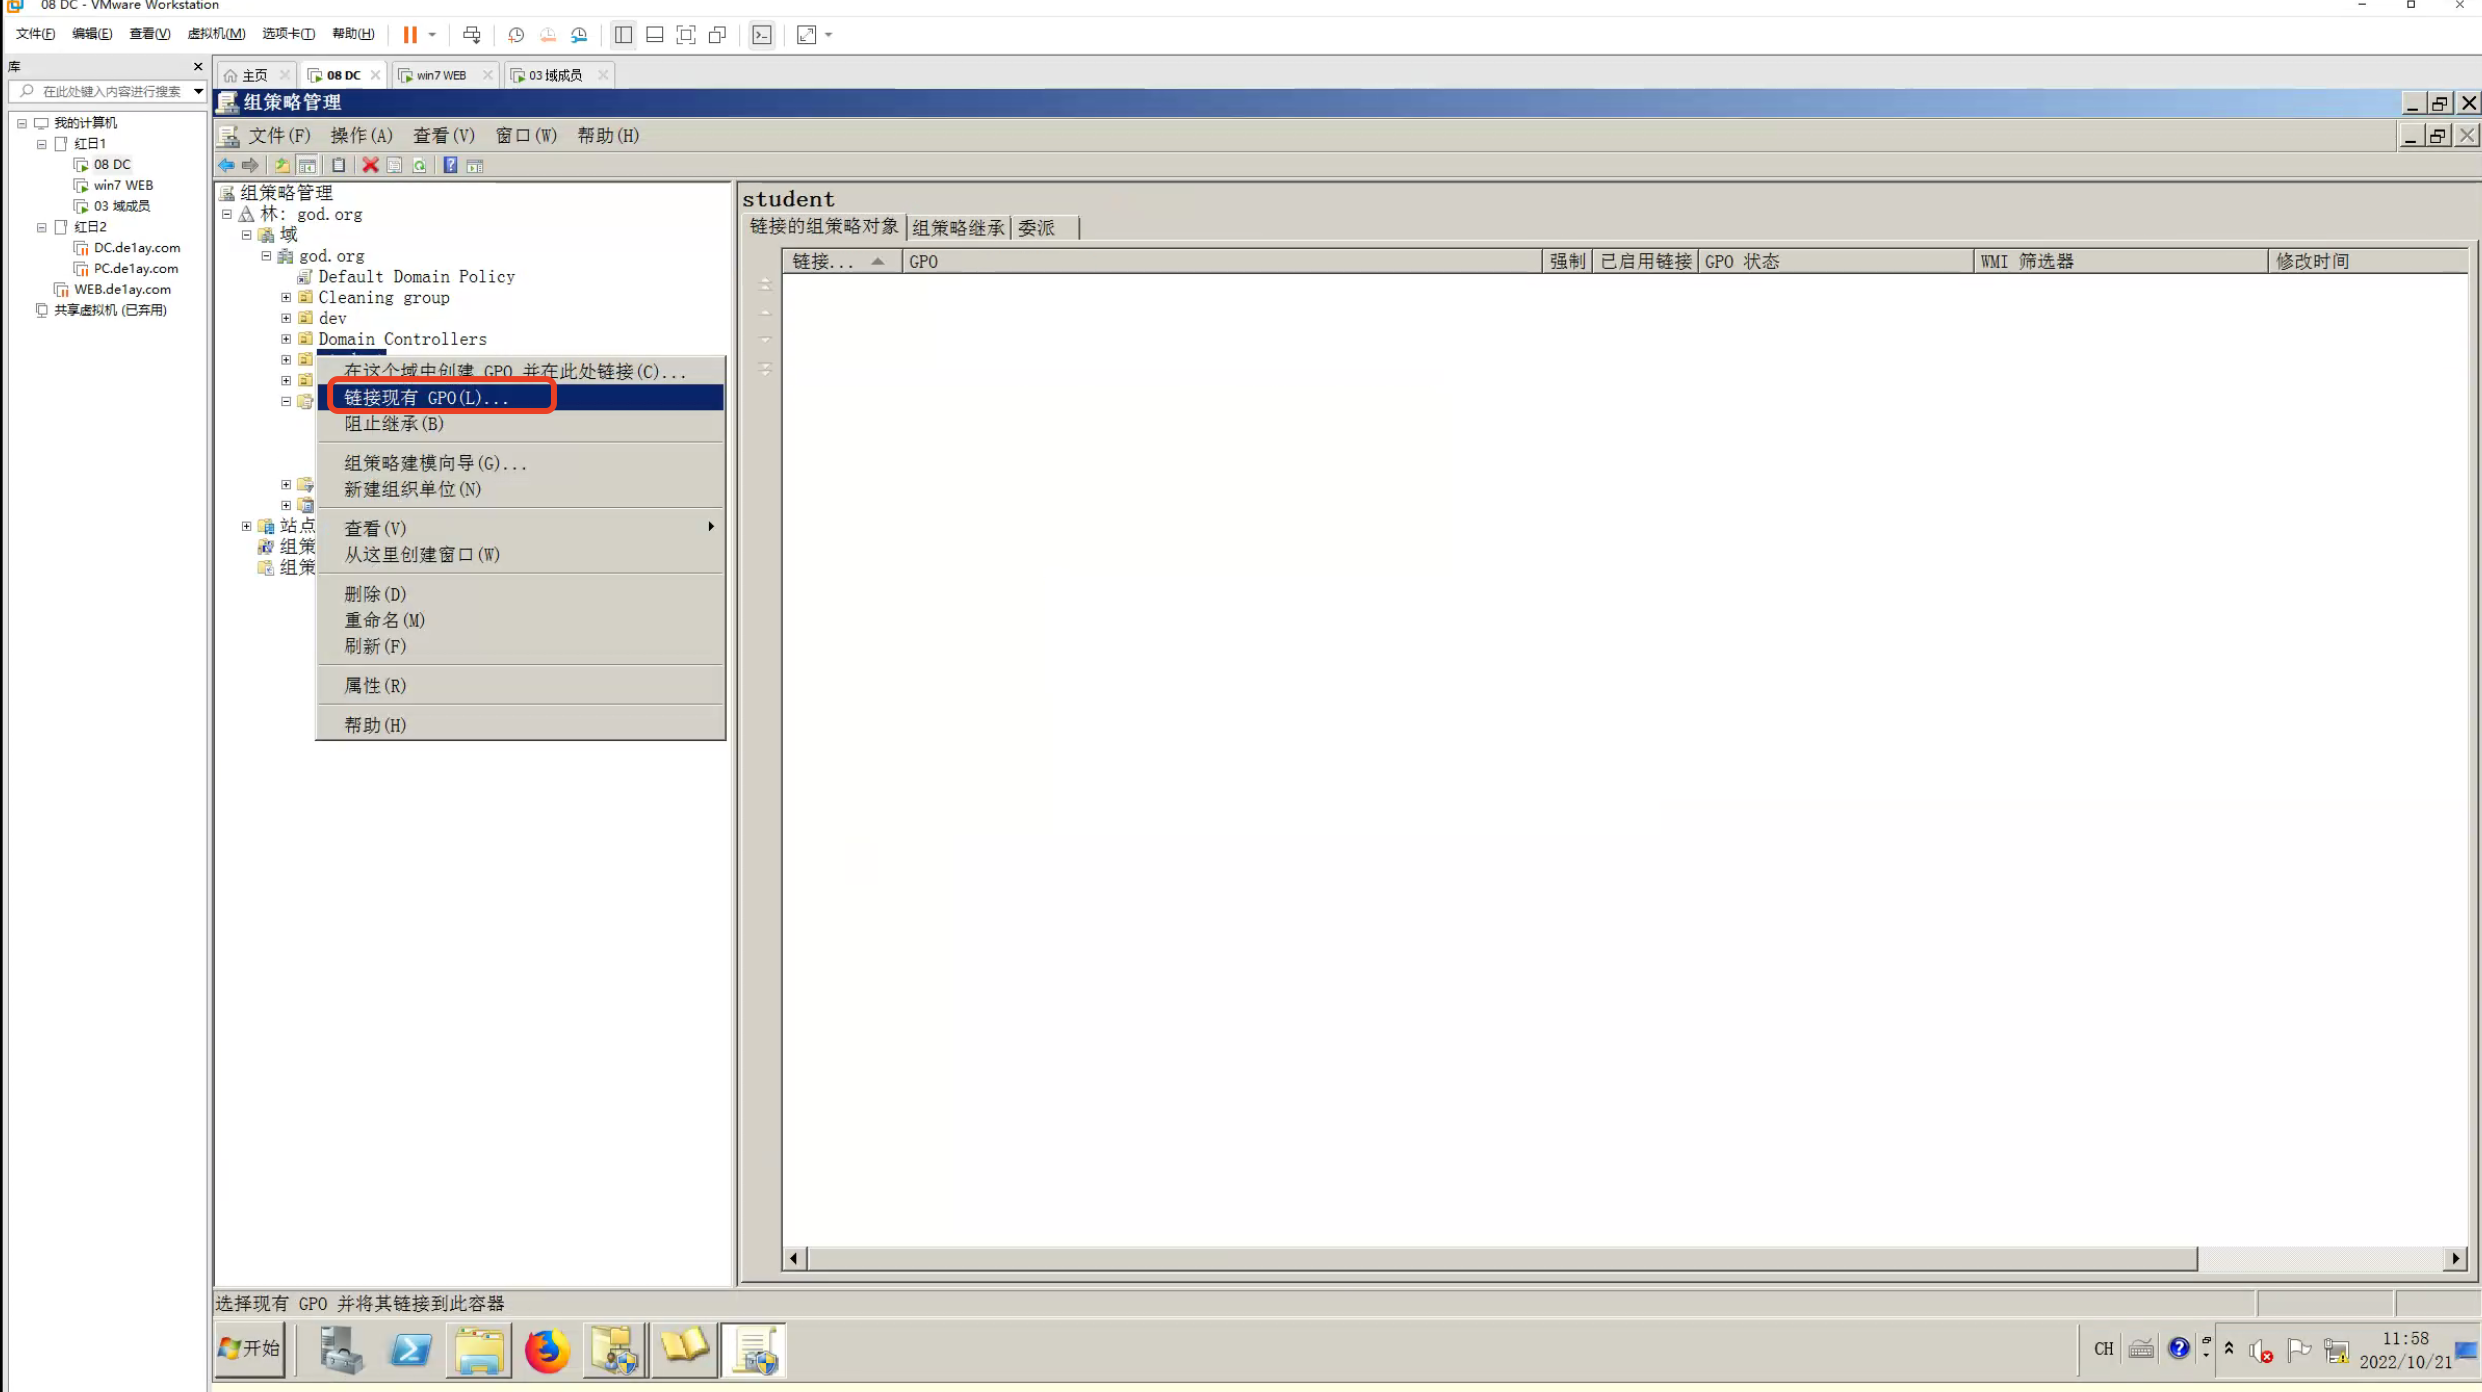 08 DC - VMware Workstation
文件(F) 编辑(E) 查看(V) 虚拟机(M) 选项卡(T) 帮助(H)
库
在此处键入内容进行搜索
我的计算机
红日1
08 DC
win7 WEB
03 域成员
红日2
DC.de1ay.com
PC.de1ay.com
WEB.de1ay.com
共享虚拟机 (已弃用)
主页 08 DC win7 WEB 03 域成员
组策略管理
文件(F) 操作(A) 查看(V) 窗口(W) 帮助(H)
组策略管理
林: god.org
域
god.org
Default Domain Policy
Cleaning group
dev
Domain Controllers
站点
组策
组策
在这个域中创建 GPO 并在此处链接(C)...
链接现有 GPO(L)...
阻止继承(B)
组策略建模向导(G)...
新建组织单位(N)
查看(V)
从这里创建窗口(W)
删除(D)
重命名(M)
刷新(F)
属性(R)
帮助(H)
student
链接的组策略对象 组策略继承 委派
链接... GPO 强制 已启用链接 GPO 状态 WMI 筛选器 修改时间
选择现有 GPO 并将其链接到此容器
开始
CH
11:58
2022/10/21